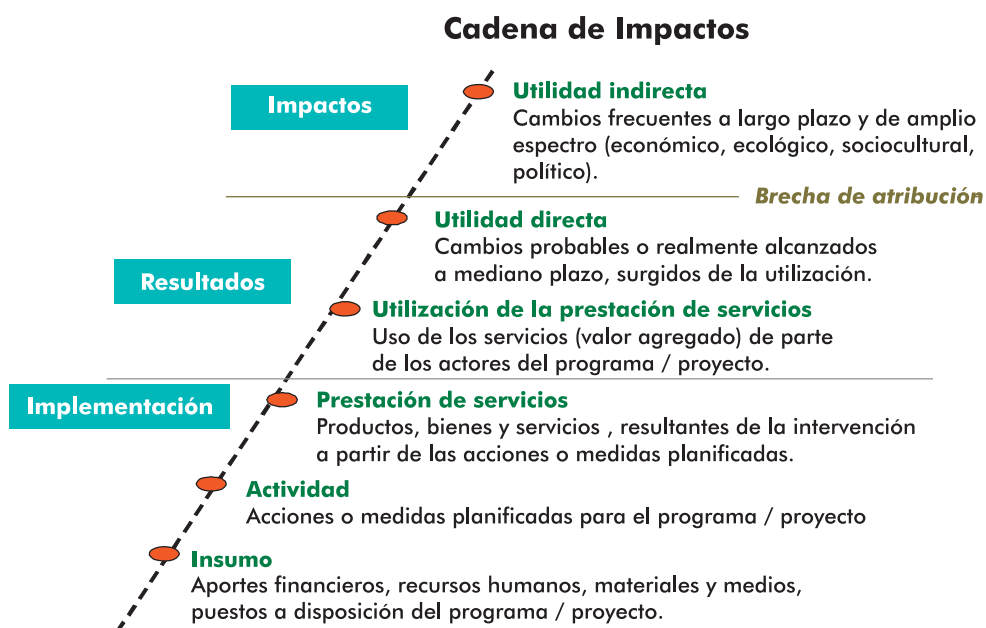 Cadena de Impactos
Impactos
Utilidad indirecta
Cambios frecuentes a largo plazo y de amplio
espectro (económico, ecológico, sociocultural,
político).
Brecha de atribución
Utilidad directa
Cambios probables o realmente alcanzados
a mediano plazo, surgidos de la utilización.
Resultados
Utilización de la prestación de servicios
Uso de los servicios (valor agregado) de parte
de los actores del programa / proyecto.
Implementación
Prestación de servicios
Productos, bienes y servicios , resultantes de la intervención
a partir de las acciones o medidas planificadas.
Actividad
Acciones o medidas planificadas para el programa / proyecto
Insumo
Aportes financieros, recursos humanos, materiales y medios,
puestos a disposición del programa / proyecto.